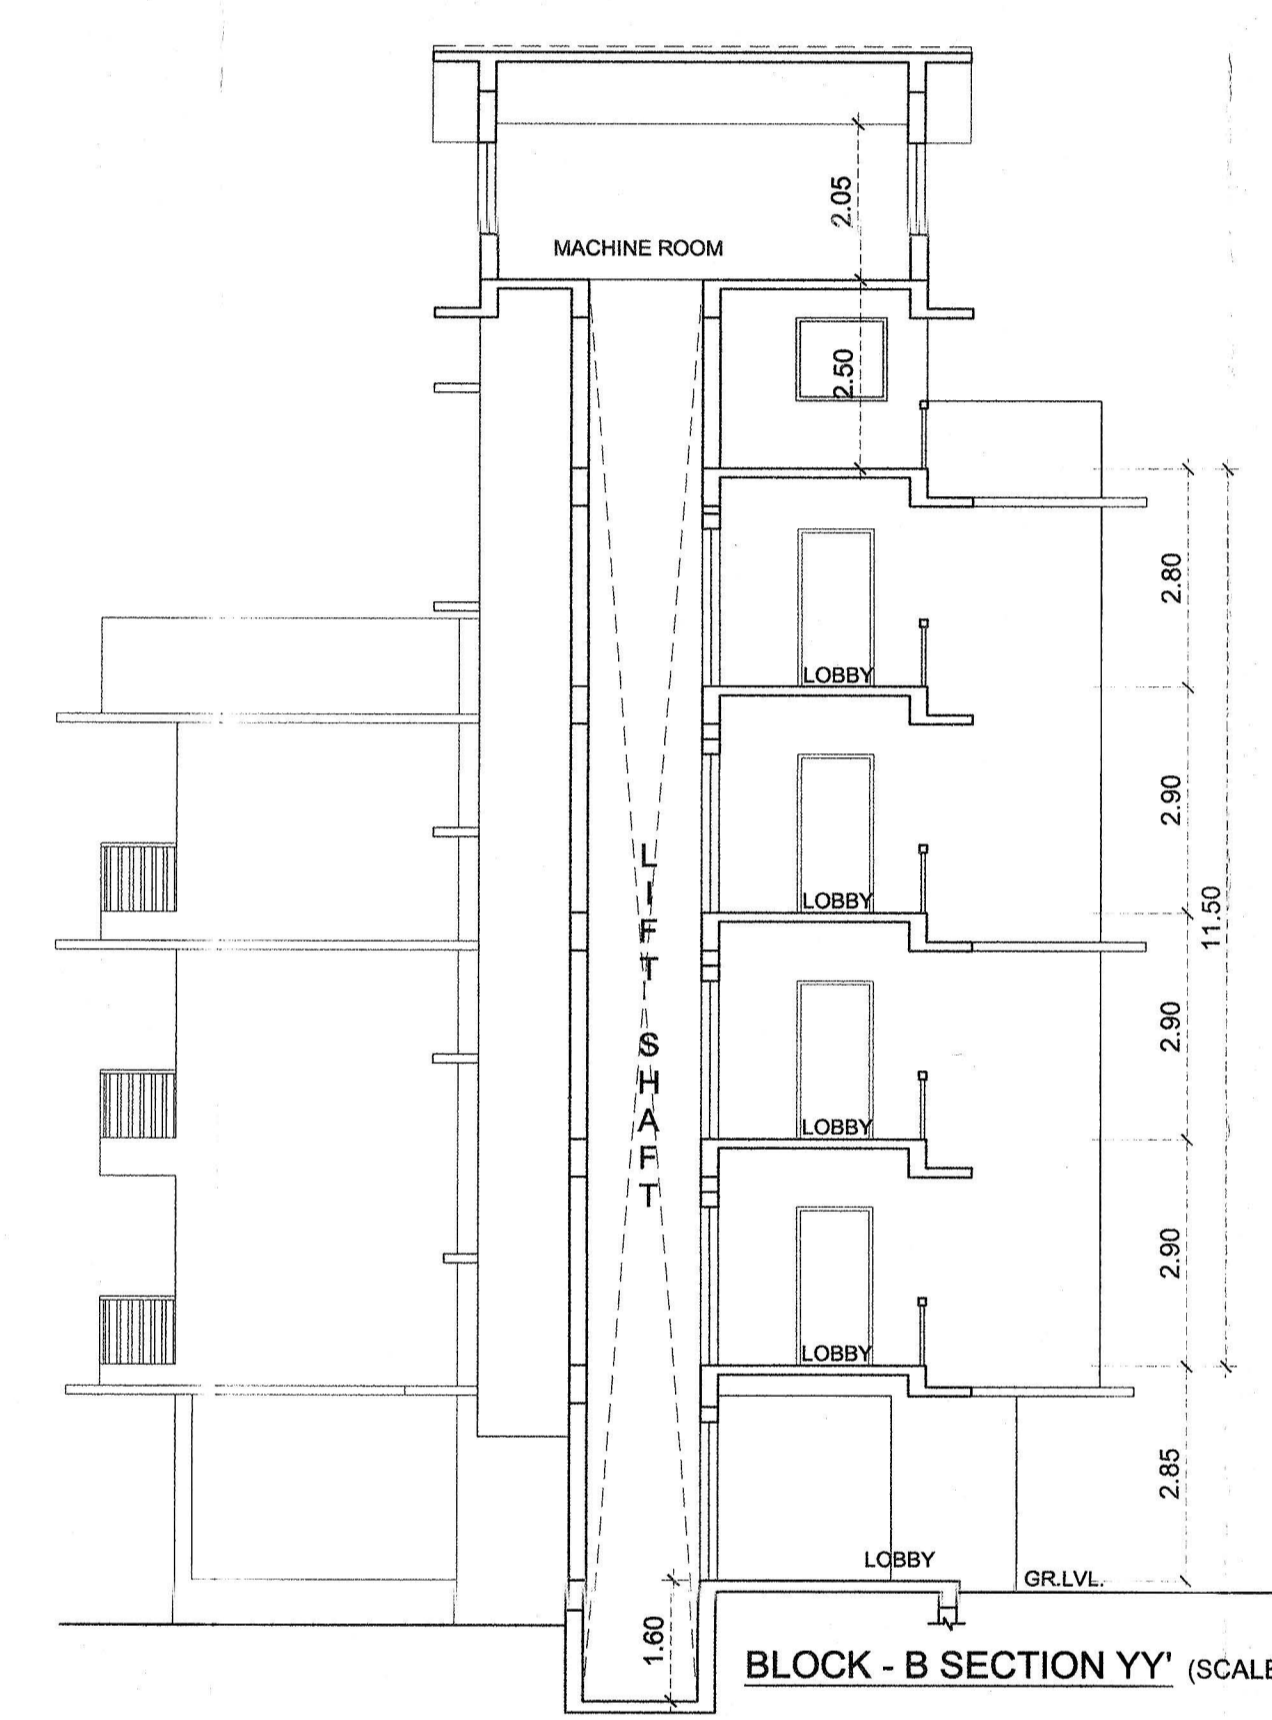 2.05
MACHINE ROOM
2.50
2.80
LOBBY
2.90
LOBBY
11.50
LIFT SHAFT
2.90
LOBBY
2.90
LOBBY
2.85
LOBBY
GR.LVL.
1.60
BLOCK - B SECTION YY' (SCALE